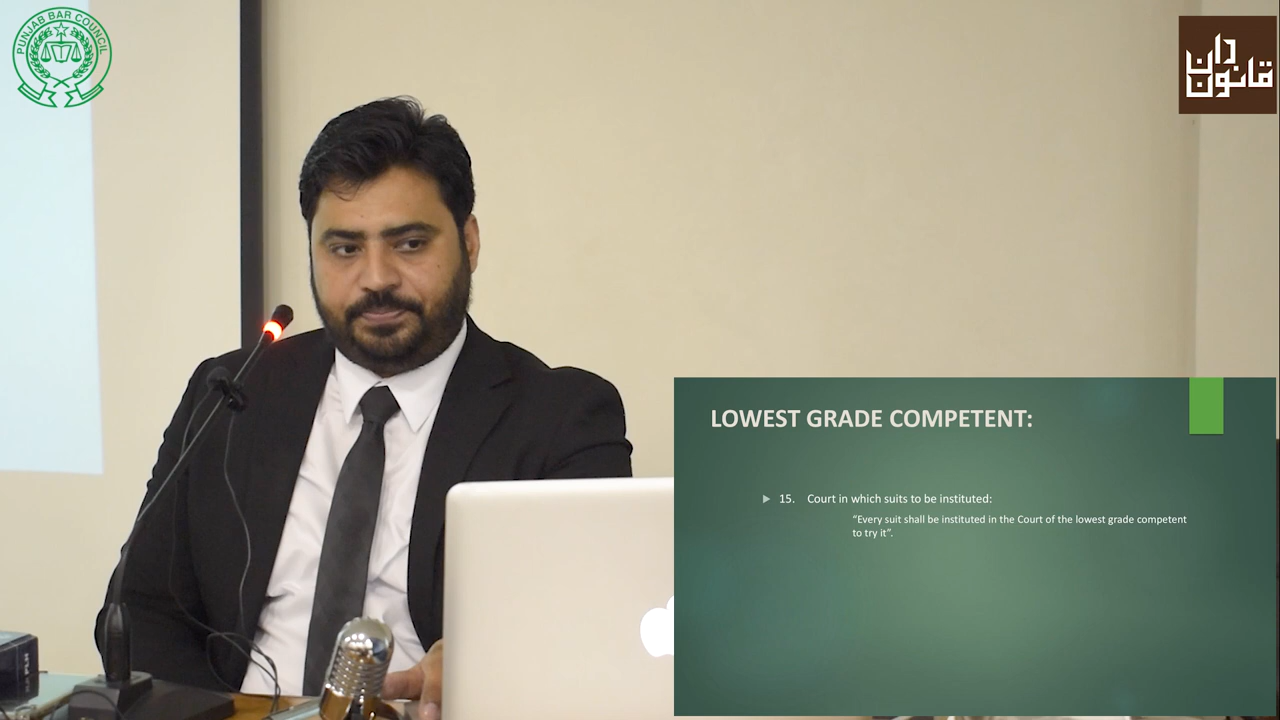 PUNJAB BAR COUNCIL
قانون دان
LOWEST GRADE COMPETENT:
15. Court in which suits to be instituted:
“Every suit shall be instituted in the Court of the lowest grade competent
to try it”.